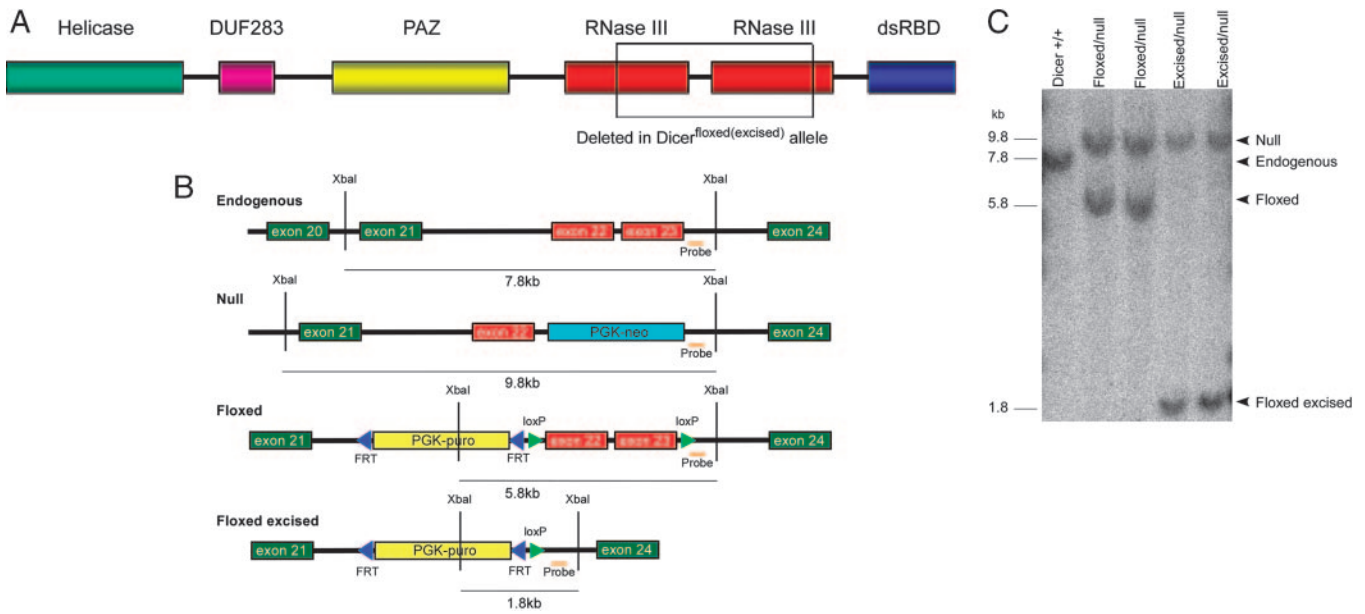 A
Helicase DUF283 PAZ RNase III RNase III dsRBD
Deleted in Dicer^floxed(excised) allele
B
Endogenous
XbaI XbaI
exon 20 exon 21 exon 22 exon 23 exon 24
Probe
7.8kb
Null
XbaI XbaI
exon 21 exon 22 PGK-neo exon 24
Probe
9.8kb
Floxed
XbaI XbaI
loxP loxP
exon 21 PGK-puro exon 22 exon 23 exon 24
FRT FRT Probe
5.8kb
Floxed excised
XbaI XbaI
loxP
exon 21 PGK-puro exon 24
FRT FRT Probe
1.8kb
C
Dicer +/+
Floxed/null
Floxed/null
Excised/null
Excised/null
kb
9.8 Null
7.8 Endogenous
5.8 Floxed
1.8 Floxed excised